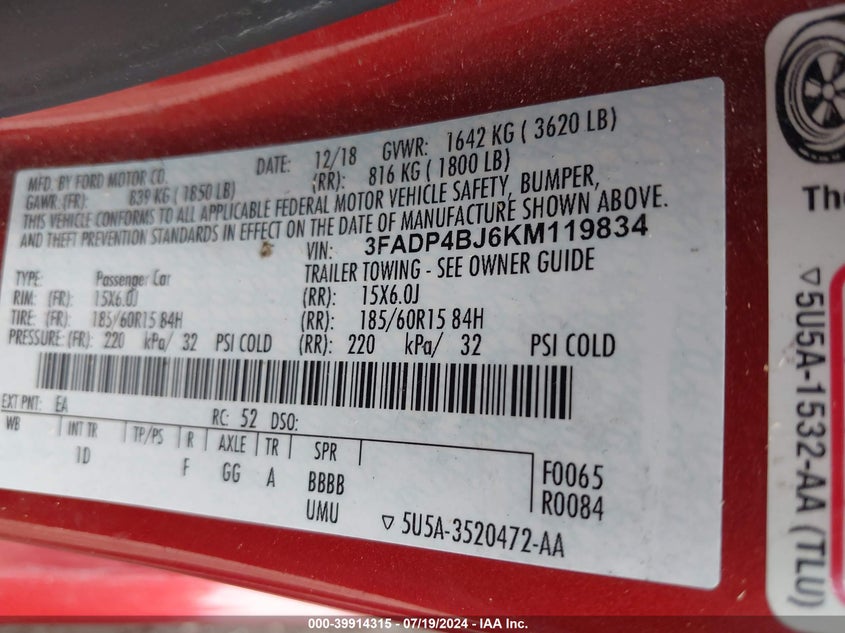 MFD. BY FORD MOTOR CO.
DATE: 12/18 GVWR: 1642 KG ( 3620 LB)
GAWR: (FR): 839 KG ( 1850 LB) (RR): 816 KG ( 1800 LB)
THIS VEHICLE CONFORMS TO ALL APPLICABLE FEDERAL MOTOR VEHICLE SAFETY, BUMPER,
AND THEFT PREVENTION STANDARDS IN EFFECT ON THE DATE OF MANUFACTURE SHOWN ABOVE.
VIN: 3FADP4BJ6KM119834
TYPE: Passenger Car TRAILER TOWING - SEE OWNER GUIDE
RIM: (FR): 15X6.0J (RR): 15X6.0J
TIRE: (FR): 185/60R15 84H (RR): 185/60R15 84H
PRESSURE: (FR): 220 kPa/ 32 PSI COLD (RR): 220 kPa/ 32 PSI COLD
EXT PNT: EA RC: 52 DSO:
WB INT TR TP/PS R AXLE TR SPR
1D F GG A BBBB F0065
UMU R0084
▽ 5U5A-3520472-AA
The
▽5U5A-1532-AA (TLU)
000-39914315 - 07/19/2024 - IAA Inc.